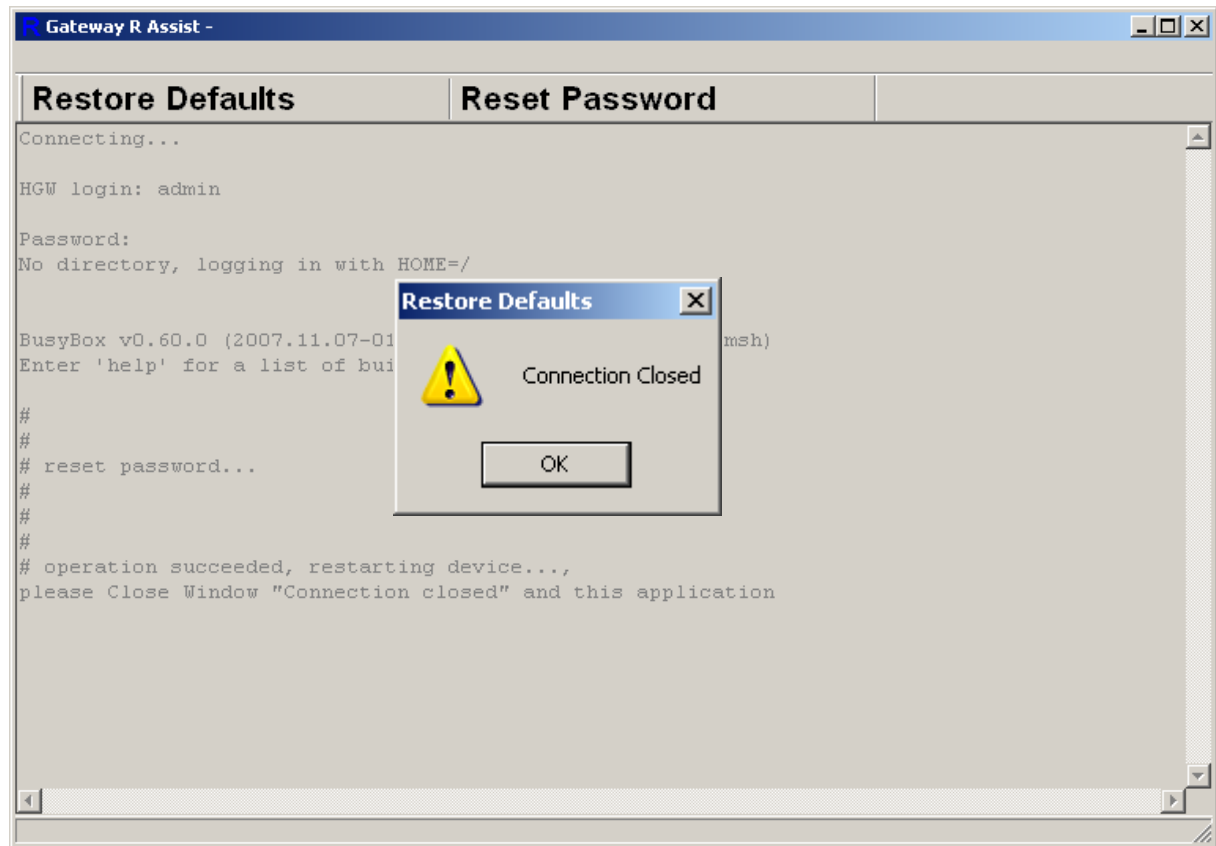 R Gateway R Assist -
Restore Defaults Reset Password
Connecting...
HGW login: admin
Password:
No directory, logging in with HOME=/
Restore Defaults
BusyBox v0.60.0 (2007.11.07-01 msh)
Enter 'help' for a list of bui
Connection Closed
#
#
# reset password...
OK
#
#
#
# operation succeeded, restarting device...,
please Close Window "Connection closed" and this application